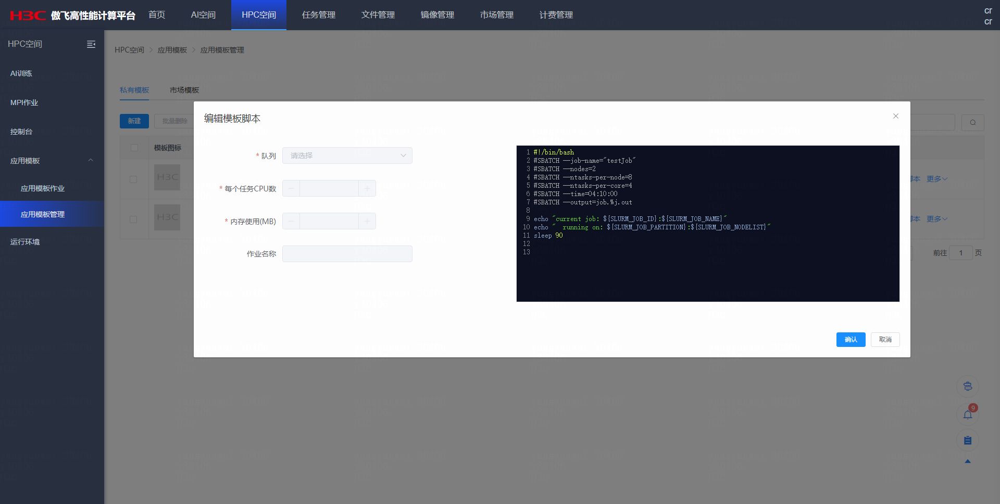 H3C 傲飞高性能计算平台
首页
AI空间
HPC空间
任务管理
文件管理
镜像管理
市场管理
计费管理
cr
cr
HPC空间
AI训练
MPI作业
控制台
应用模板
应用模板作业
应用模板管理
运行环境
HPC空间 > 应用模板 > 应用模板管理
私有模板
市场模板
新建
批量删除
模板图标
H3C
脚本 更多
H3C
脚本 更多
前往 1 页
编辑模板脚本
* 队列
请选择
* 每个任务CPU数
* 内存使用(MB)
作业名称
1 #!/bin/bash
2 #SBATCH --job-name="testJob"
3 #SBATCH --nodes=2
4 #SBATCH --ntasks-per-node=8
5 #SBATCH --ntasks-per-core=4
6 #SBATCH --time=04:10:00
7 #SBATCH --output=job.%j.out
8
9 echo "current job: ${SLURM_JOB_ID}:${SLURM_JOB_NAME}"
10 echo "  running on: ${SLURM_JOB_PARTITION}:${SLURM_JOB_NODELIST}"
11 sleep 90
12
13
确认
取消
9